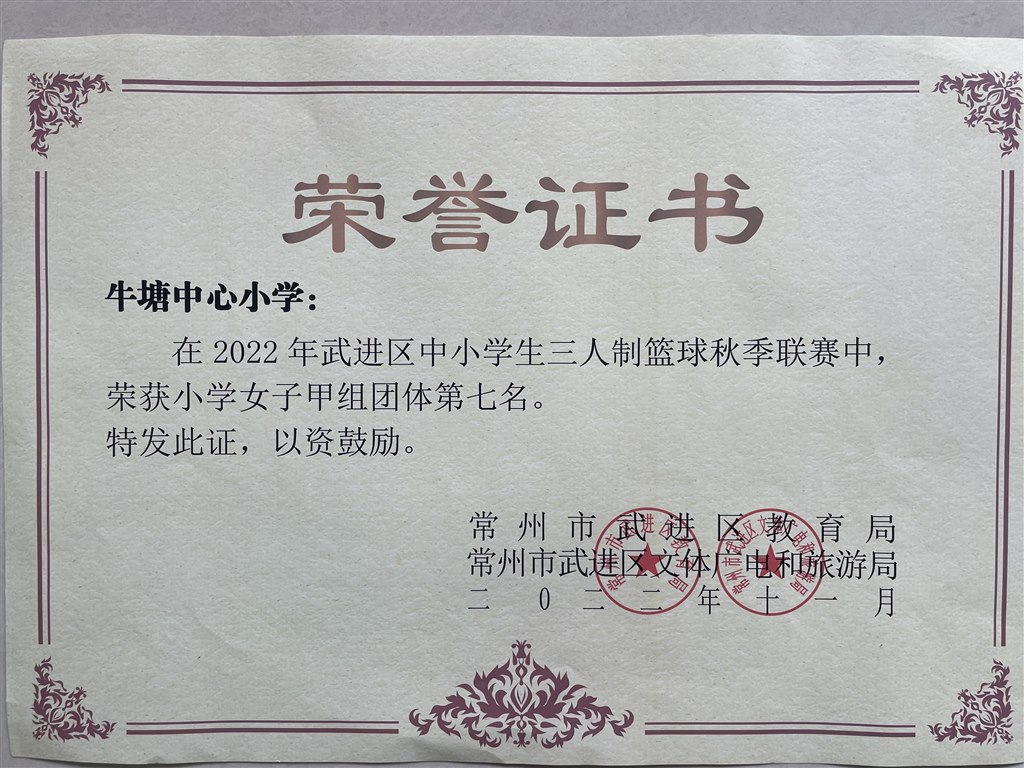 荣誉证书
牛塘中心小学：
在 2022 年武进区中小学生三人制篮球秋季联赛中，
荣获小学女子甲组团体第七名。
特发此证，以资鼓励。
常州市武进区教育局
常州市武进区文体广电和旅游局
二0二二年十一月